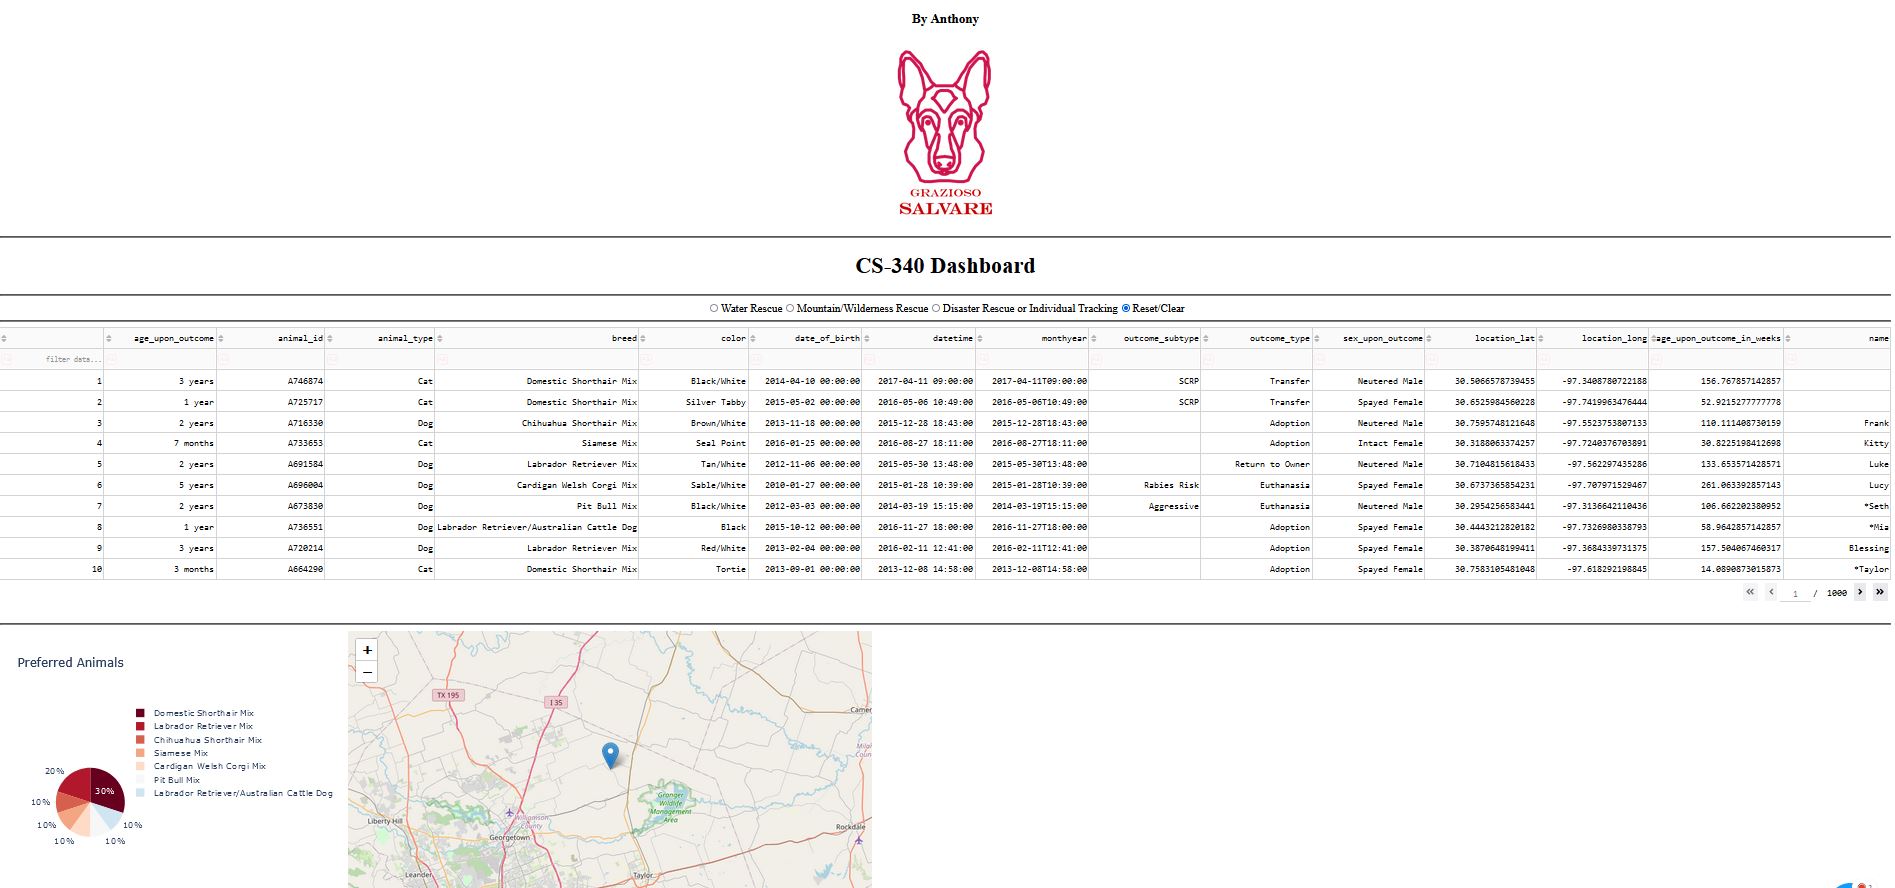 By Anthony
GRAZIOSO
SALVARE
CS-340 Dashboard
Water Rescue Mountain/Wilderness Rescue Disaster Rescue or Individual Tracking Reset/Clear
age_upon_outcome animal_id animal_type breed color date_of_birth datetime monthyear outcome_subtype outcome_type sex_upon_outcome location_lat location_long age_upon_outcome_in_weeks name
filter data...
1 3 years A746874 Cat Domestic Shorthair Mix Black/White 2014-04-10 00:00:00 2017-04-11 09:00:00 2017-04-11T09:00:00 SCRP Transfer Neutered Male 30.5066578739455 -97.3408780722188 156.767857142857
2 1 year A725717 Cat Domestic Shorthair Mix Silver Tabby 2015-05-02 00:00:00 2016-05-06 10:49:00 2016-05-06T10:49:00 SCRP Transfer Spayed Female 30.6525984560228 -97.7419963476444 52.9215277777778
3 2 years A716330 Dog Chihuahua Shorthair Mix Brown/White 2013-11-18 00:00:00 2015-12-28 18:43:00 2015-12-28T18:43:00 Adoption Neutered Male 30.7595748121648 -97.5523753807133 110.111408730159 Frank
4 7 months A733653 Cat Siamese Mix Seal Point 2016-01-25 00:00:00 2016-08-27 18:11:00 2016-08-27T18:11:00 Adoption Intact Female 30.3188063374257 -97.7240376703891 30.8225198412698 Kitty
5 2 years A691584 Dog Labrador Retriever Mix Tan/White 2012-11-06 00:00:00 2015-05-30 13:48:00 2015-05-30T13:48:00 Return to Owner Neutered Male 30.7104815618433 -97.562297435286 133.653571428571 Luke
6 5 years A696004 Dog Cardigan Welsh Corgi Mix Sable/White 2010-01-27 00:00:00 2015-01-28 10:39:00 2015-01-28T10:39:00 Rabies Risk Euthanasia Spayed Female 30.6737365854231 -97.707971529467 261.063392857143 Lucy
7 2 years A673830 Dog Pit Bull Mix Black/White 2012-03-03 00:00:00 2014-03-19 15:15:00 2014-03-19T15:15:00 Aggressive Euthanasia Neutered Male 30.2954256583441 -97.3136642110436 106.662202380952 *Seth
8 1 year A736551 Dog Labrador Retriever/Australian Cattle Dog Black 2015-10-12 00:00:00 2016-11-27 18:00:00 2016-11-27T18:00:00 Adoption Spayed Female 30.4443212820182 -97.7326980338793 58.9642857142857 *Mia
9 3 years A720214 Dog Labrador Retriever Mix Red/White 2013-02-04 00:00:00 2016-02-11 12:41:00 2016-02-11T12:41:00 Adoption Spayed Female 30.3870648199411 -97.3684339731375 157.504067460317 Blessing
10 3 months A664290 Cat Domestic Shorthair Mix Tortie 2013-09-01 00:00:00 2013-12-08 14:58:00 2013-12-08T14:58:00 Adoption Spayed Female 30.7583105481048 -97.618292198845 14.0890873015873 *Taylor
1 / 1000
Preferred Animals
Domestic Shorthair Mix
Labrador Retriever Mix
Chihuahua Shorthair Mix
Siamese Mix
Cardigan Welsh Corgi Mix
Pit Bull Mix
Labrador Retriever/Australian Cattle Dog
20%
30%
10%
10% 10%
10% 10%
+
−
TX 195
I 35
Granger
Wildlife
Management
Area
Williamson
County
Liberty Hill
Georgetown
Rockdale
Leander
Taylor